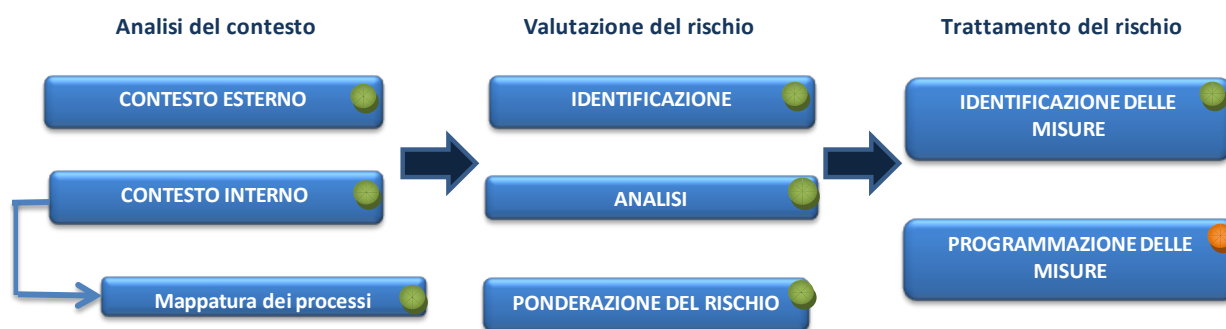 Analisi del contesto
CONTESTO ESTERNO
CONTESTO INTERNO
Mappatura dei processi
Valutazione del rischio
IDENTIFICAZIONE
ANALISI
PONDERAZIONE DEL RISCHIO
Trattamento del rischio
IDENTIFICAZIONE DELLE
MISURE
PROGRAMMAZIONE DELLE
MISURE